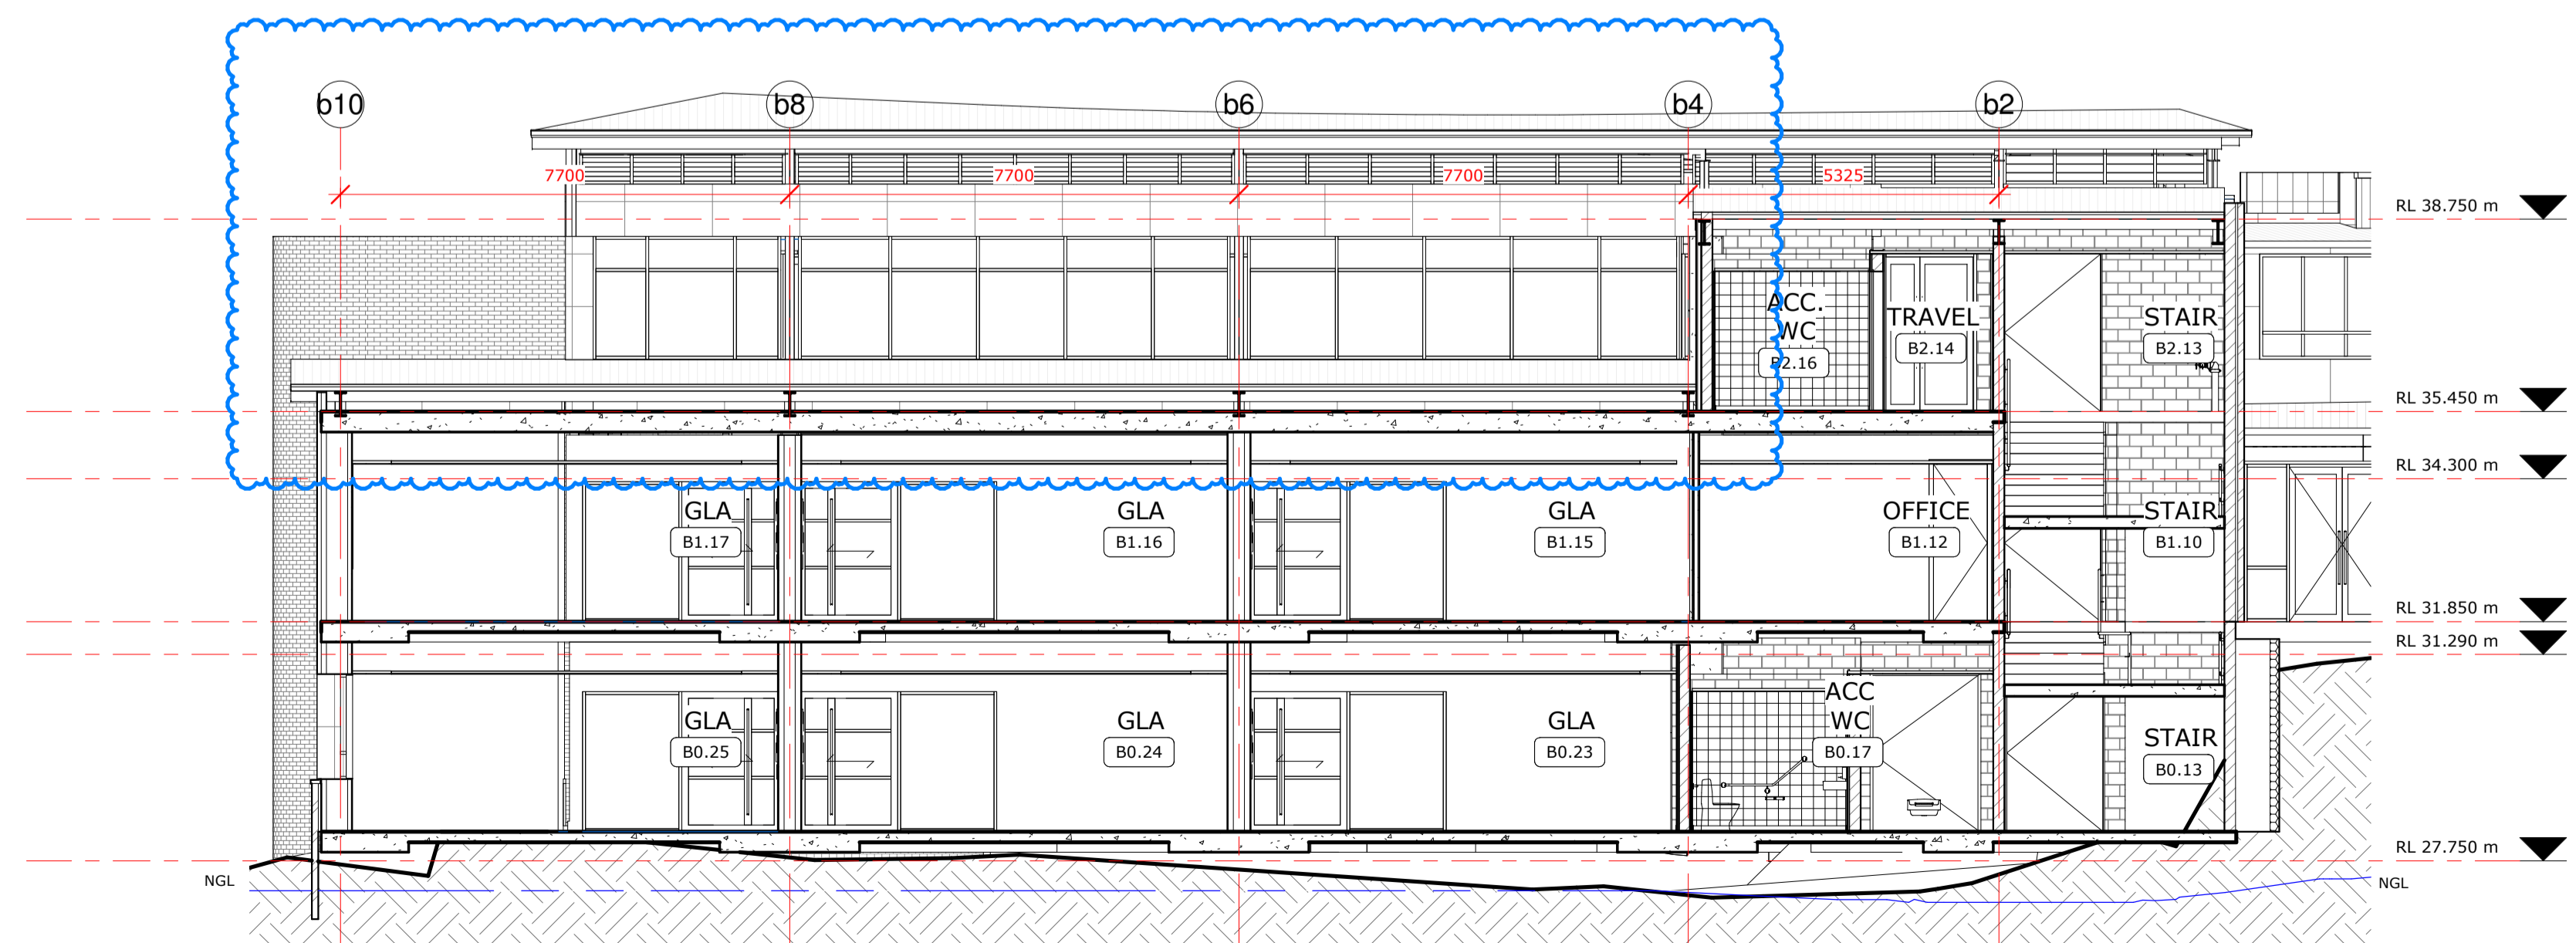 b10
b8
b6
b4
b2
7700
7700
7700
5325
RL 38.750 m
ACC.
WC
B2.16
TRAVEL
B2.14
STAIR
B2.13
RL 35.450 m
RL 34.300 m
GLA
B1.17
GLA
B1.16
GLA
B1.15
OFFICE
B1.12
STAIR
B1.10
RL 31.850 m
RL 31.290 m
GLA
B0.25
GLA
B0.24
GLA
B0.23
ACC
WC
B0.17
STAIR
B0.13
RL 27.750 m
NGL
NGL